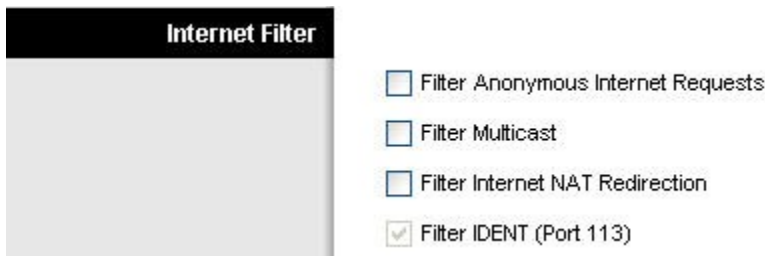 Internet Filter
Filter Anonymous Internet Requests
Filter Multicast
Filter Internet NAT Redirection
Filter IDENT (Port 113)